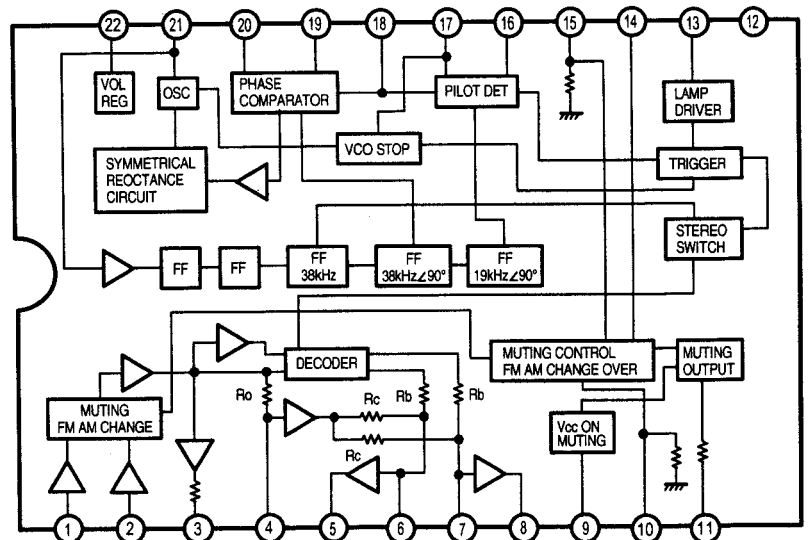 22 21 20 19 18 17 16 15 14 13 12
VOL
REG
OSC
PHASE
COMPARATOR
PILOT DET
LAMP
DRIVER
VCO STOP
TRIGGER
SYMMETRICAL
REOCTANCE
CIRCUIT
STEREO
SWITCH
FF
FF
FF
38kHz
FF
38kHz∠90°
FF
19kHz∠90°
DECODER
MUTING CONTROL
FM AM CHANGE OVER
MUTING
OUTPUT
Ro
Rc
Rb
Rb
MUTING
FM AM CHANGE
Vcc ON
MUTING
Rc
1 2 3 4 5 6 7 8 9 10 11